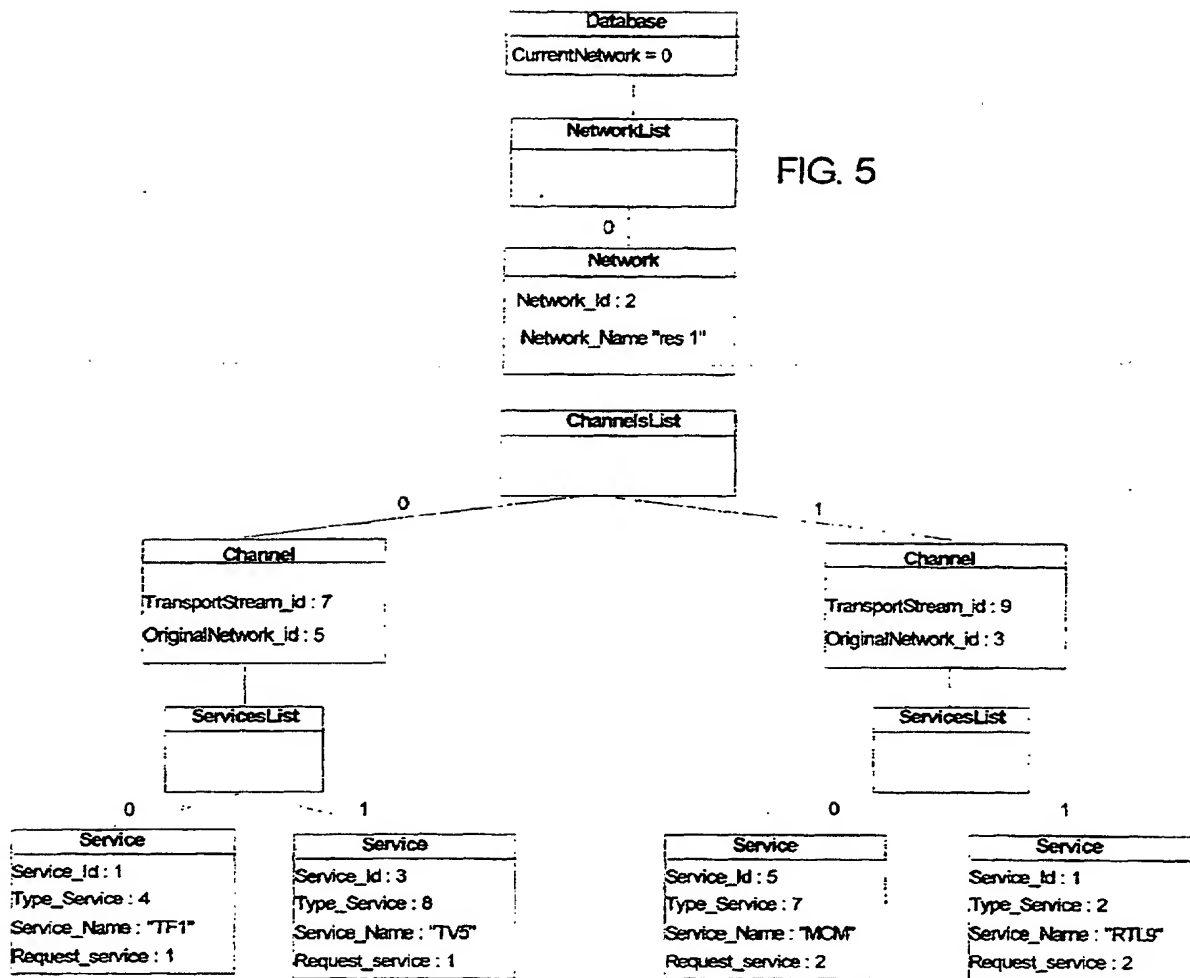 Database
CurrentNetwork = 0
NetworkList
FIG. 5
0
Network
Network_Id : 2
Network_Name "res 1"
ChannelsList
0
1
Channel
TransportStream_id : 7
OriginalNetwork_id : 5
Channel
TransportStream_id : 9
OriginalNetwork_id : 3
ServicesList
ServicesList
0
1
0
1
Service
Service_Id : 1
Type_Service : 4
Service_Name : "TF1"
Request_service : 1
Service
Service_Id : 3
Type_Service : 8
Service_Name : "TV5"
Request_service : 1
Service
Service_Id : 5
Type_Service : 7
Service_Name : "MCM"
Request_service : 2
Service
Service_Id : 1
Type_Service : 2
Service_Name : "RTL9"
Request_service : 2